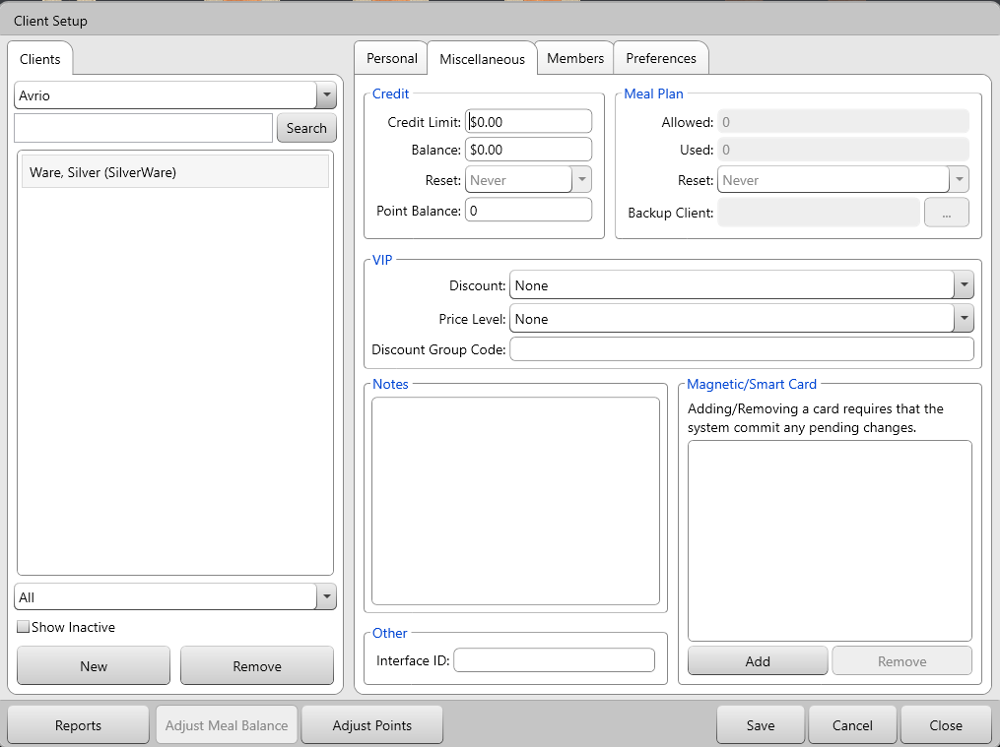 Client Setup
Clients
Avrio
Search
Ware, Silver (SilverWare)
All
Show Inactive
New
Remove
Personal
Miscellaneous
Members
Preferences
Credit
Credit Limit: $0.00
Balance: $0.00
Reset: Never
Point Balance: 0
Meal Plan
Allowed: 0
Used: 0
Reset: Never
Backup Client:
...
VIP
Discount: None
Price Level: None
Discount Group Code:
Notes
Other
Interface ID:
Magnetic/Smart Card
Adding/Removing a card requires that the
system commit any pending changes.
Add
Remove
Reports
Adjust Meal Balance
Adjust Points
Save
Cancel
Close